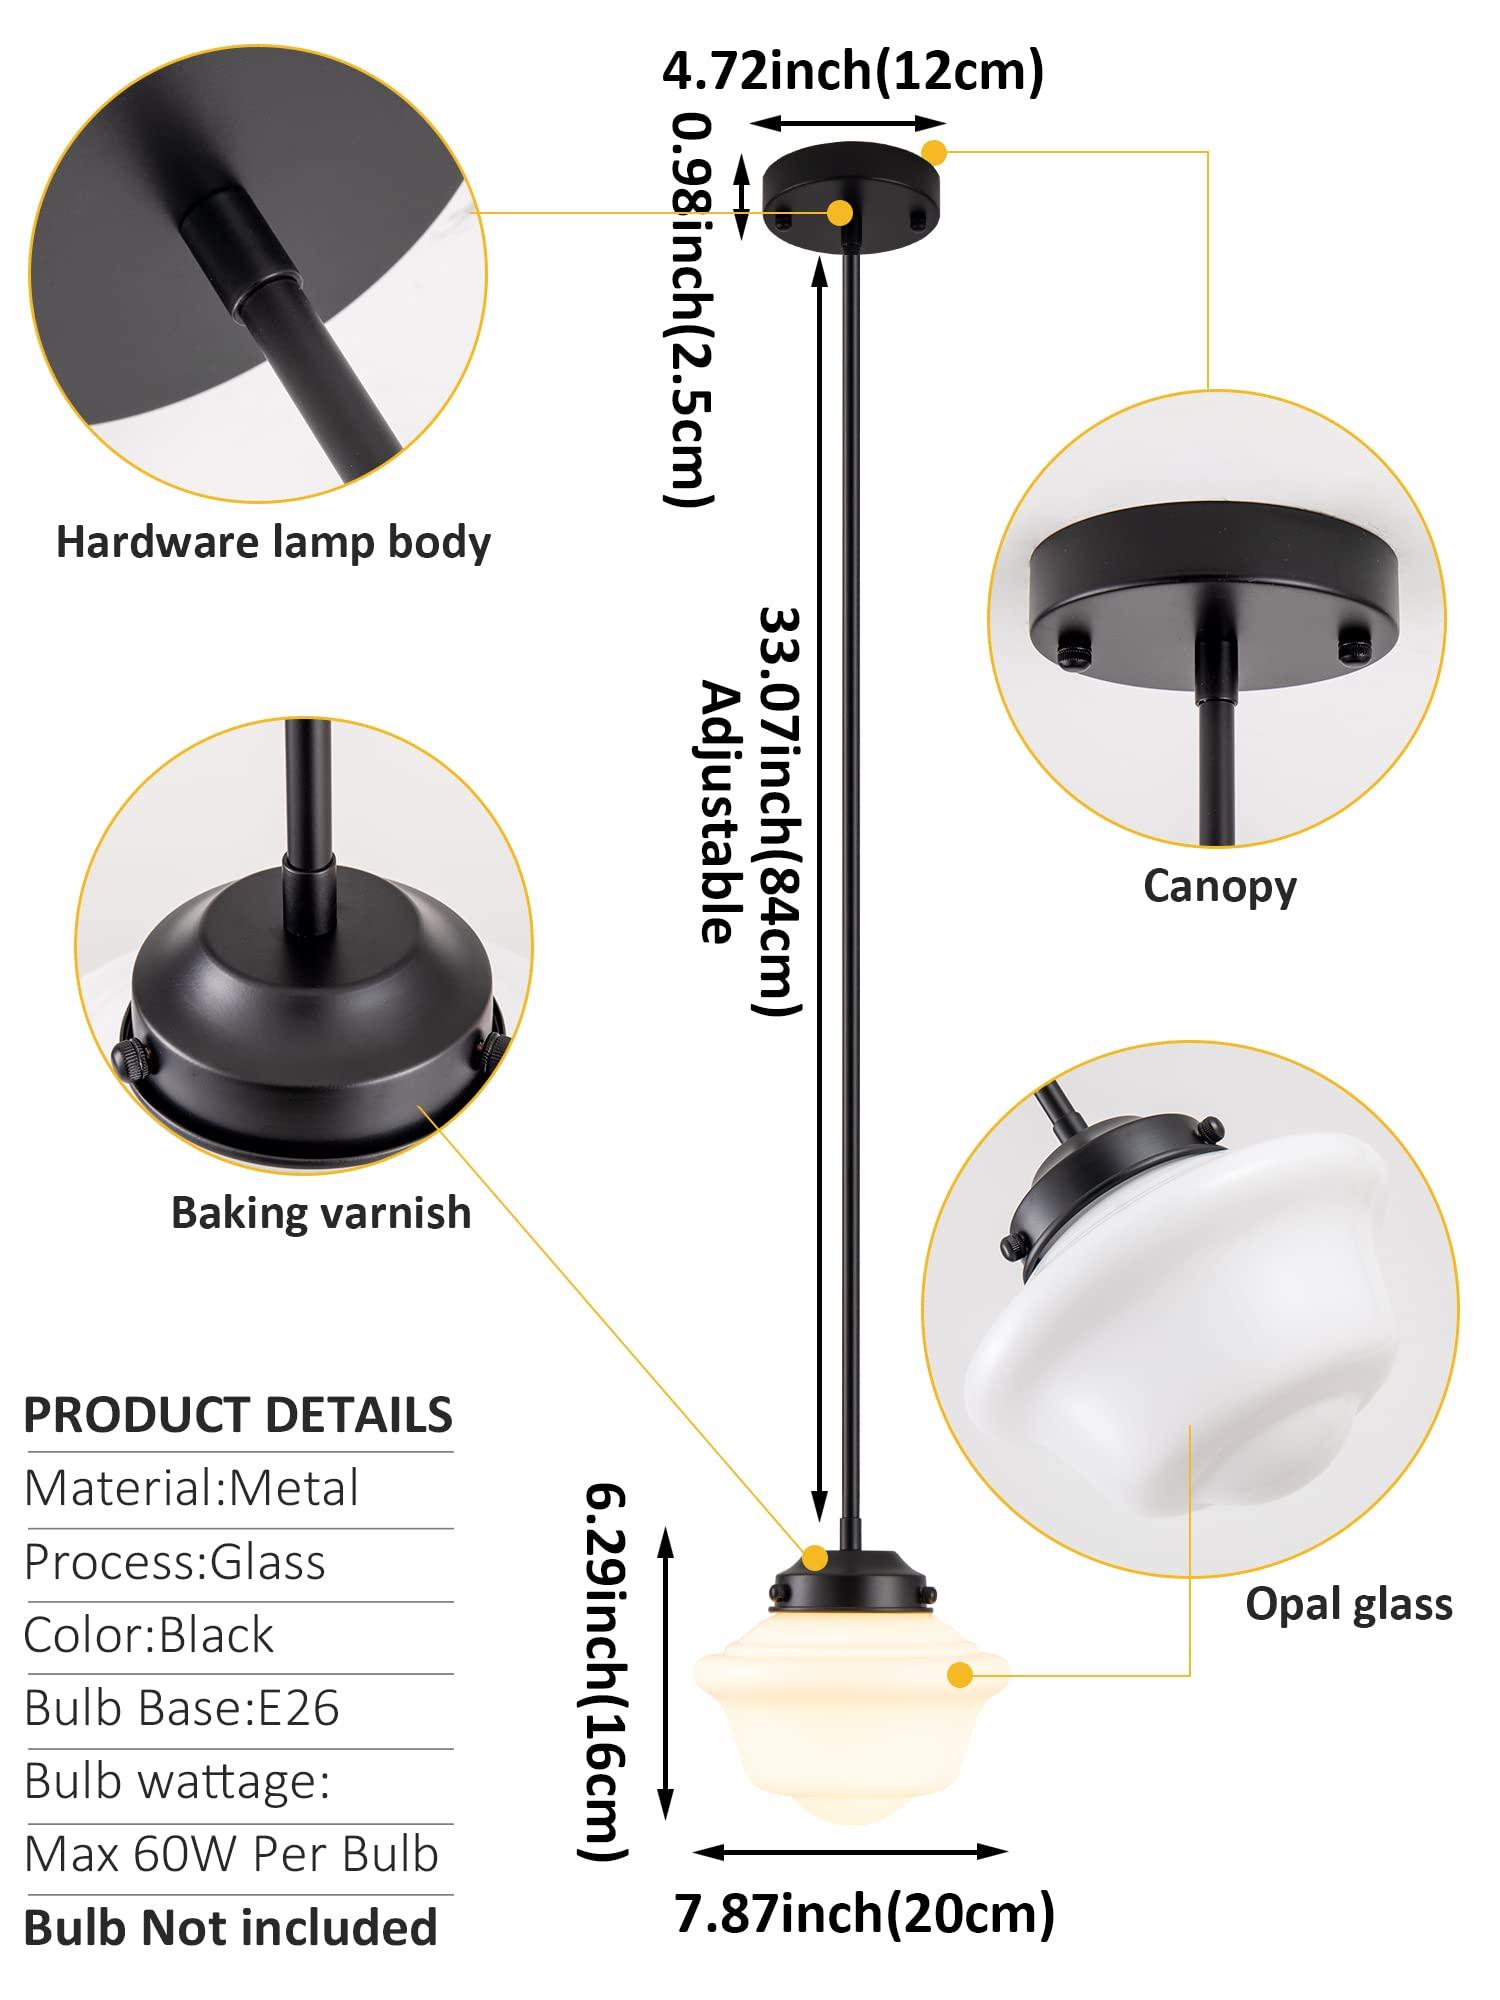 4.72inch(12cm)
0.98inch(2.5cm)
Hardware lamp body
33.07inch(84cm)
Adjustable
Canopy
Baking varnish
PRODUCT DETAILS
Material:Metal
Process:Glass
Color:Black
Bulb Base:E26
Bulb wattage:
Max 60W Per Bulb
Bulb Not included
6.29inch(16cm)
Opal glass
7.87inch(20cm)